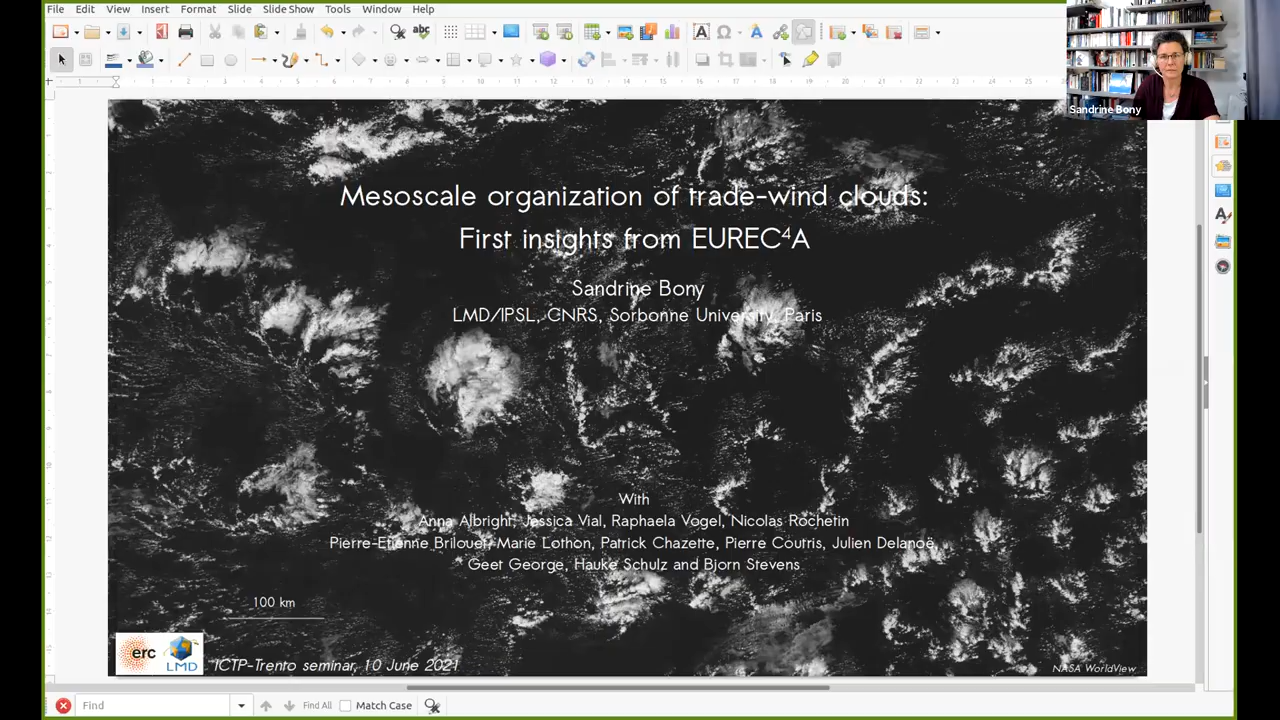 File Edit View Insert Format Slide Slide Show Tools Window Help
Sandrine Bony
Mesoscale organization of trade-wind clouds:
First insights from EUREC⁴A
Sandrine Bony
LMD/IPSL, CNRS, Sorbonne University, Paris
With
Anna Albright, Jessica Vial, Raphaela Vogel, Nicolas Rochetin
Pierre-Etienne Brilouet, Marie Lothon, Patrick Chazette, Pierre Coutris, Julien Delanoë,
Geet George, Hauke Schulz and Bjorn Stevens
100 km
erc
LMD
ICTP-Trento seminar, 10 June 2021
NASA WorldView
Find
Find All
Match Case